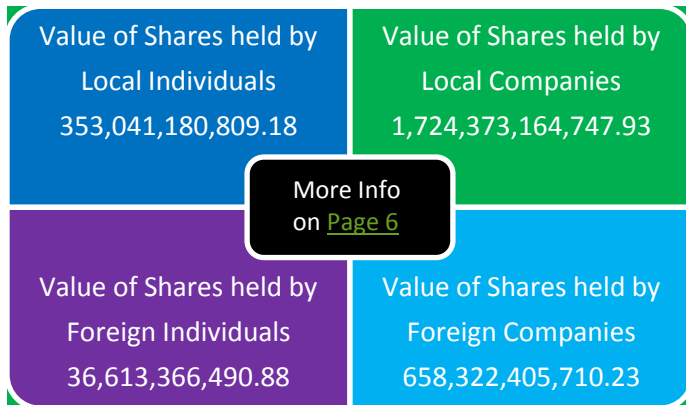 Value of Shares held by
Local Individuals
353,041,180,809.18
Value of Shares held by
Local Companies
1,724,373,164,747.93
More Info
on Page 6
Value of Shares held by
Foreign Individuals
36,613,366,490.88
Value of Shares held by
Foreign Companies
658,322,405,710.23